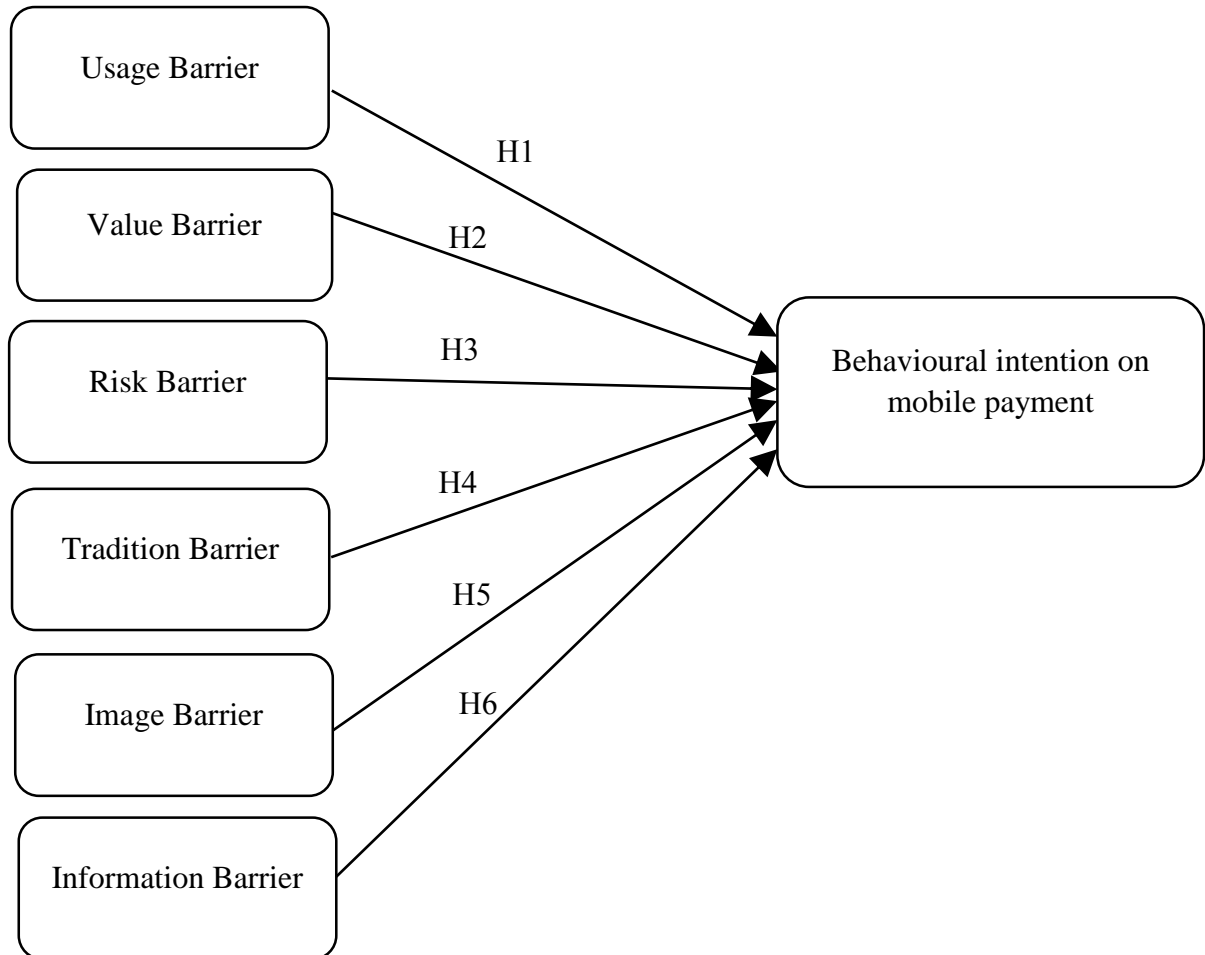 Usage Barrier
H1
Value Barrier
H2
Risk Barrier
H3
Behavioural intention on
mobile payment
Tradition Barrier
H4
Image Barrier
H5
Information Barrier
H6